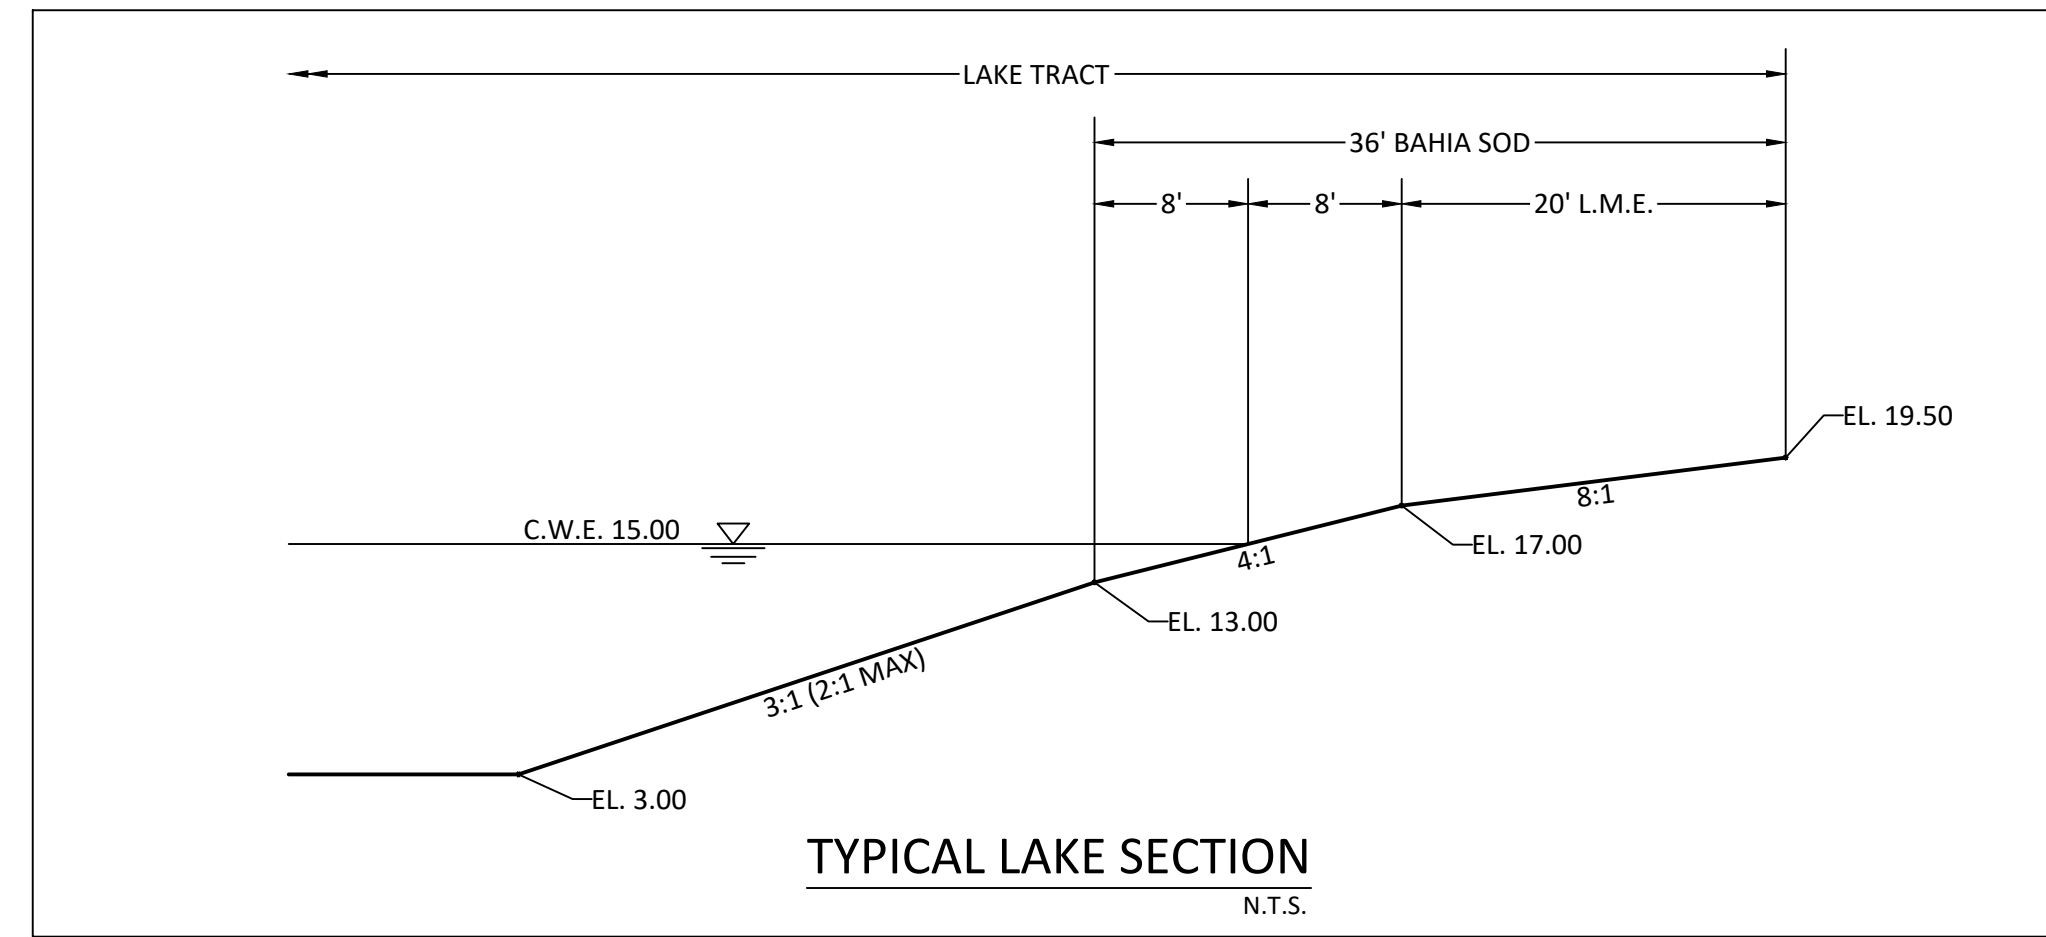 LAKE TRACT
36' BAHIA SOD
8'
8'
20' L.M.E.
EL. 19.50
8:1
C.W.E. 15.00
EL. 17.00
4:1
EL. 13.00
3:1 (2:1 MAX)
EL. 3.00
TYPICAL LAKE SECTION
N.T.S.